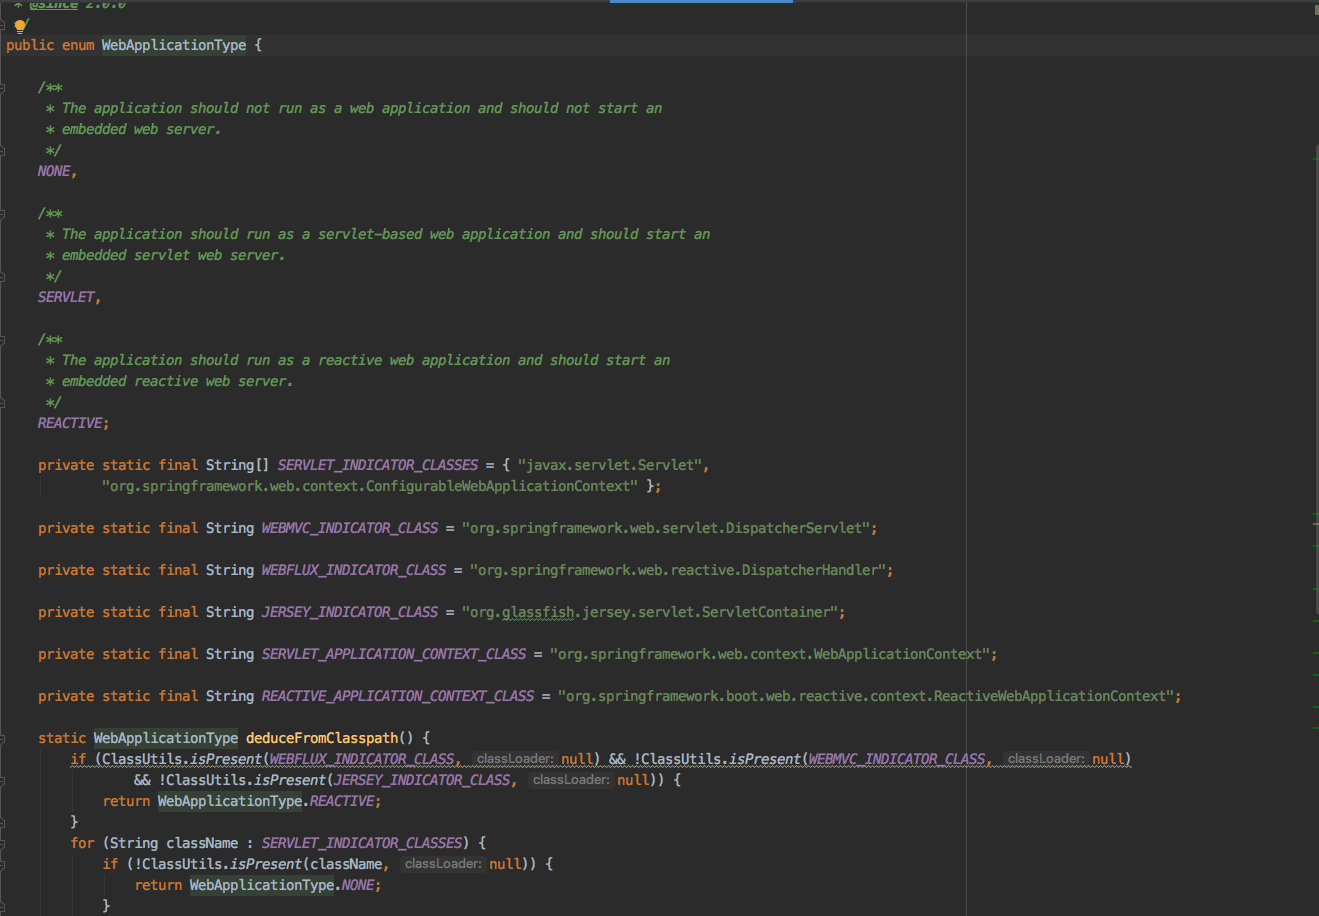 * @since 2.0.0
*/
public enum WebApplicationType {
/**
* The application should not run as a web application and should not start an
* embedded web server.
*/
NONE,
/**
* The application should run as a servlet-based web application and should start an
* embedded servlet web server.
*/
SERVLET,
/**
* The application should run as a reactive web application and should start an
* embedded reactive web server.
*/
REACTIVE;
private static final String[] SERVLET_INDICATOR_CLASSES = { "javax.servlet.Servlet",
"org.springframework.web.context.ConfigurableWebApplicationContext" };
private static final String WEBMVC_INDICATOR_CLASS = "org.springframework.web.servlet.DispatcherServlet";
private static final String WEBFLUX_INDICATOR_CLASS = "org.springframework.web.reactive.DispatcherHandler";
private static final String JERSEY_INDICATOR_CLASS = "org.glassfish.jersey.servlet.ServletContainer";
private static final String SERVLET_APPLICATION_CONTEXT_CLASS = "org.springframework.web.context.WebApplicationContext";
private static final String REACTIVE_APPLICATION_CONTEXT_CLASS = "org.springframework.boot.web.reactive.context.ReactiveWebApplicationContext";
static WebApplicationType deduceFromClasspath() {
if (ClassUtils.isPresent(WEBFLUX_INDICATOR_CLASS, classLoader: null) && !ClassUtils.isPresent(WEBMVC_INDICATOR_CLASS, classLoader: null)
&& !ClassUtils.isPresent(JERSEY_INDICATOR_CLASS, classLoader: null)) {
return WebApplicationType.REACTIVE;
}
for (String className : SERVLET_INDICATOR_CLASSES) {
if (!ClassUtils.isPresent(className, classLoader: null)) {
return WebApplicationType.NONE;
}